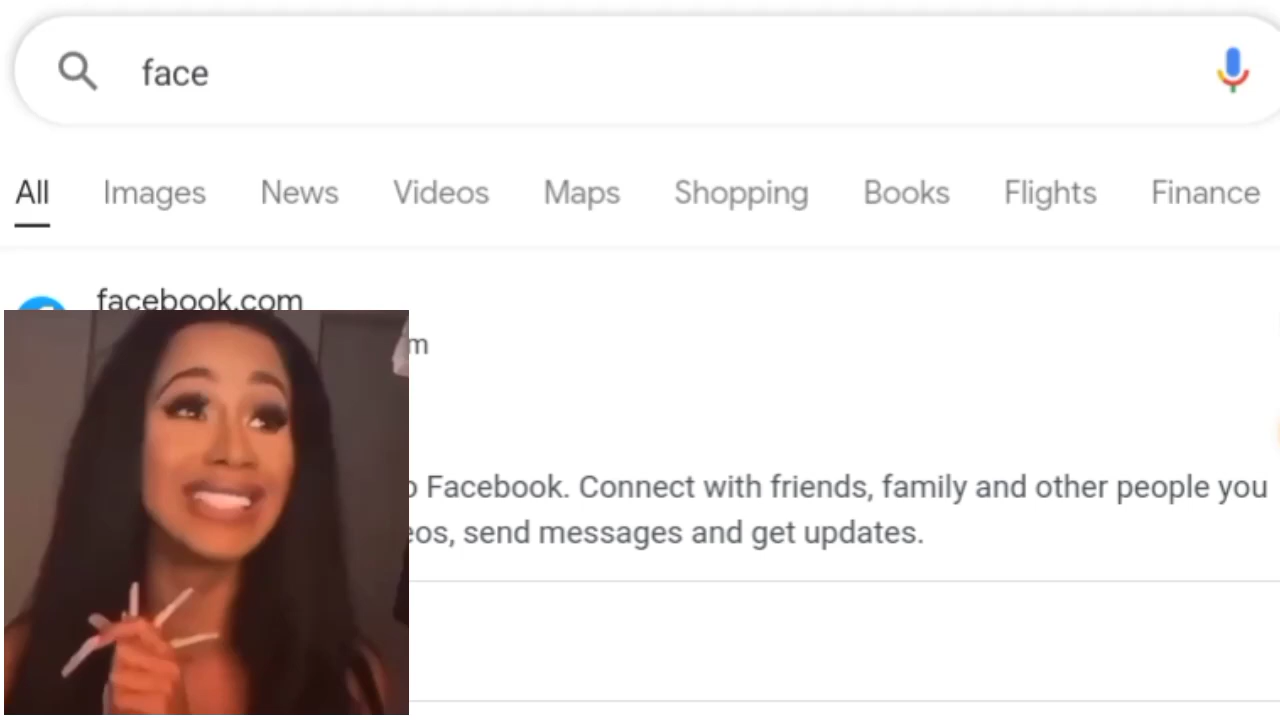 face
All Images News Videos Maps Shopping Books Flights Finance
facebook.com
m
Facebook. Connect with friends, family and other people you
send messages and get updates.